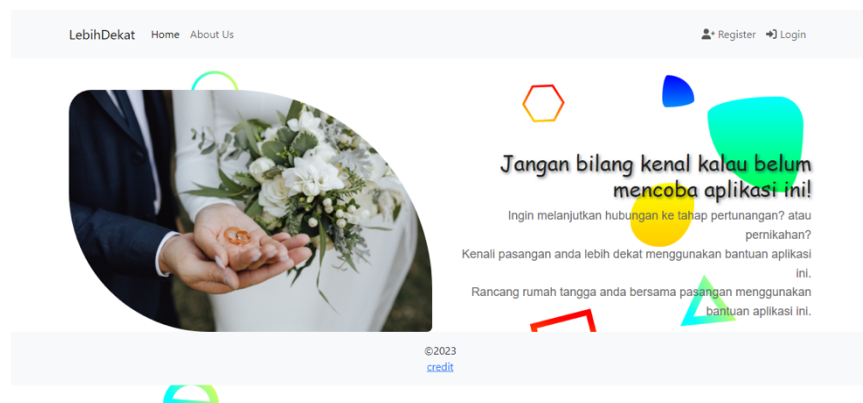 LebihDekat Home About Us Register Login
Jangan bilang kenal kalau belum
mencoba aplikasi ini!
Ingin melanjutkan hubungan ke tahap pertunangan? atau
pernikahan?
Kenali pasangan anda lebih dekat menggunakan bantuan aplikasi
ini.
Rancang rumah tangga anda bersama pasangan menggunakan
bantuan aplikasi ini.
©2023
credit